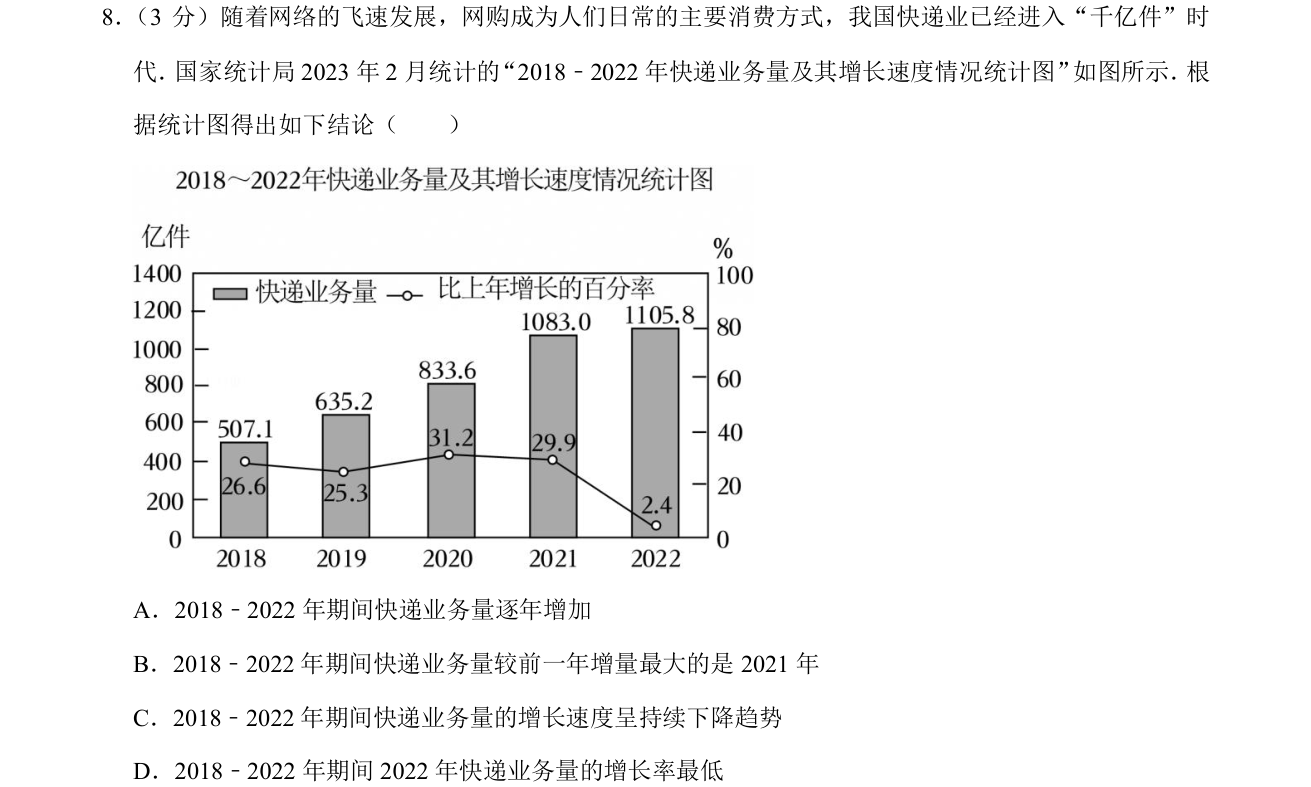 8.（3 分）随着网络的飞速发展，网购成为人们日常的主要消费方式，我国快递业已经进入“千亿件”时
代．国家统计局 2023 年 2 月统计的“2018﹣2022 年快递业务量及其增长速度情况统计图”如图所示．根
据统计图得出如下结论（　　）
2018～2022年快递业务量及其增长速度情况统计图
亿件
%
1400
快递业务量
比上年增长的百分率
100
1200
1083.0
1105.8
80
1000
800
833.6
60
600
507.1
635.2
31.2
29.9
40
400
26.6
25.3
20
200
2.4
0
0
2018
2019
2020
2021
2022
A．2018﹣2022 年期间快递业务量逐年增加
B．2018﹣2022 年期间快递业务量较前一年增量最大的是 2021 年
C．2018﹣2022 年期间快递业务量的增长速度呈持续下降趋势
D．2018﹣2022 年期间 2022 年快递业务量的增长率最低